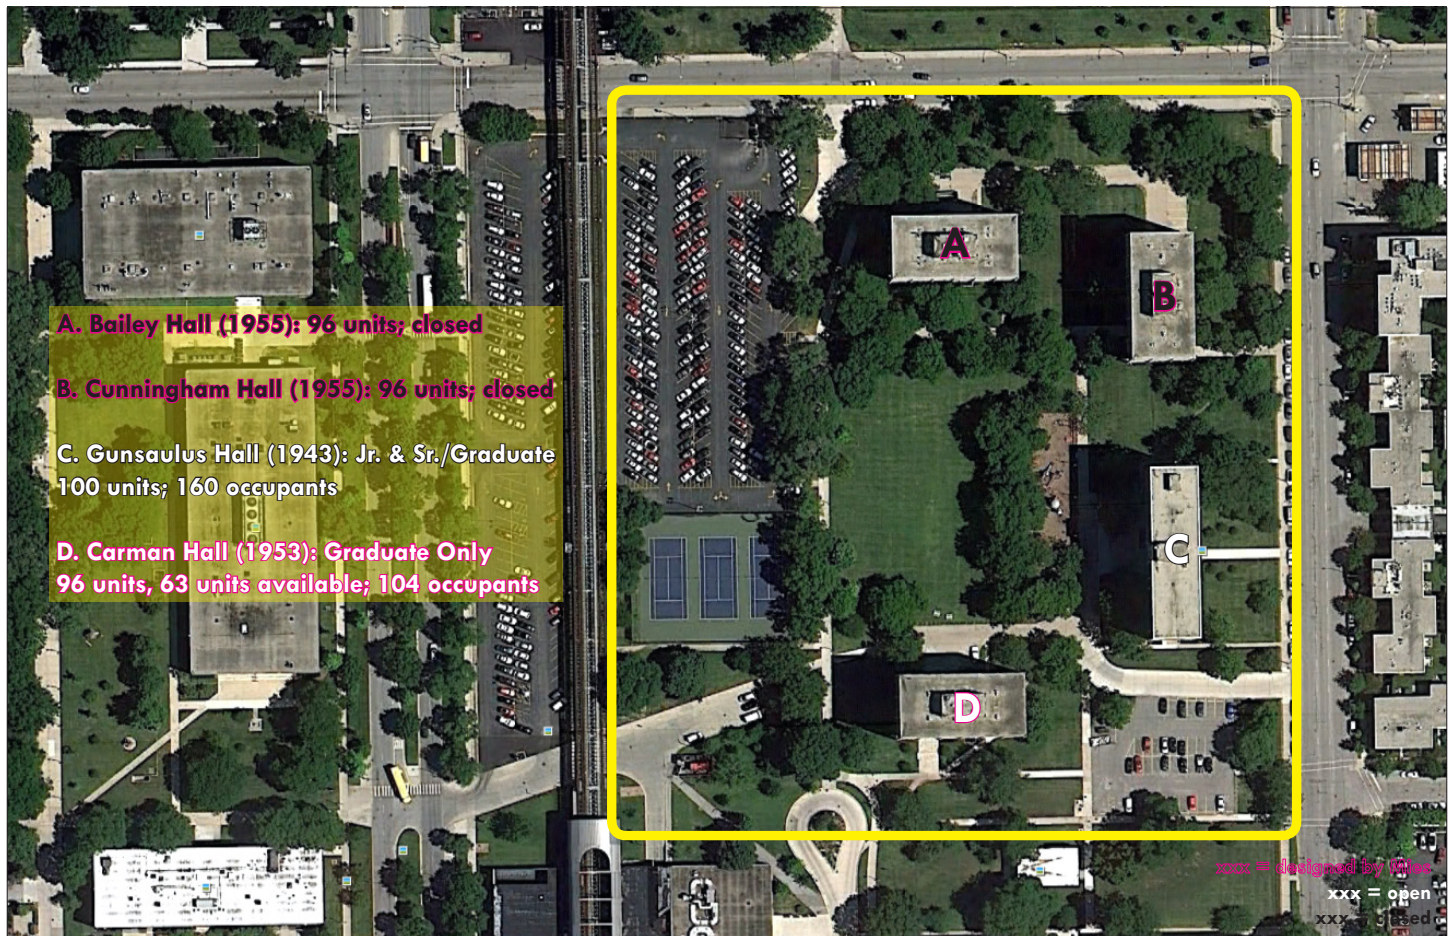 A
B
A. Bailey Hall (1955): 96 units; closed
B. Cunningham Hall (1955): 96 units; closed
C. Gunsaulus Hall (1943): Jr. & Sr./Graduate
100 units; 160 occupants
C
D. Carman Hall (1953): Graduate Only
96 units, 63 units available; 104 occupants
D
xxx = designed by Mies
xxx = open
xxx = closed